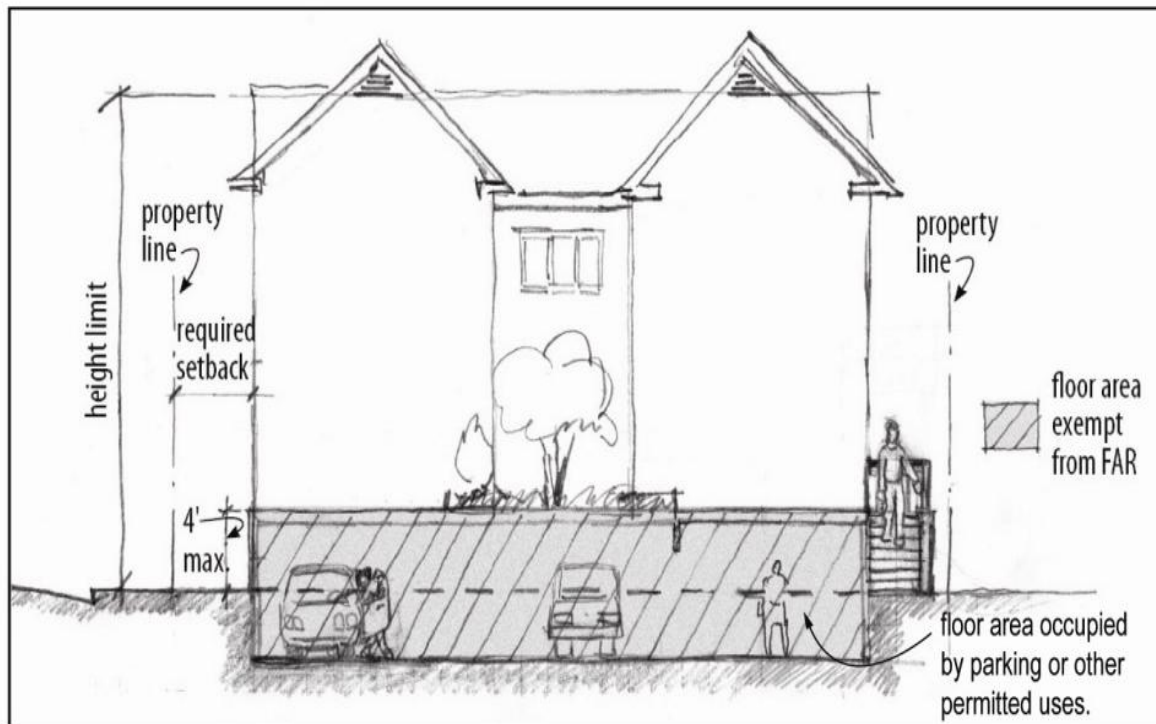 property
line
property
line
height limit
required
setback
floor area
exempt
from FAR
4'
max.
floor area occupied
by parking or other
permitted uses.